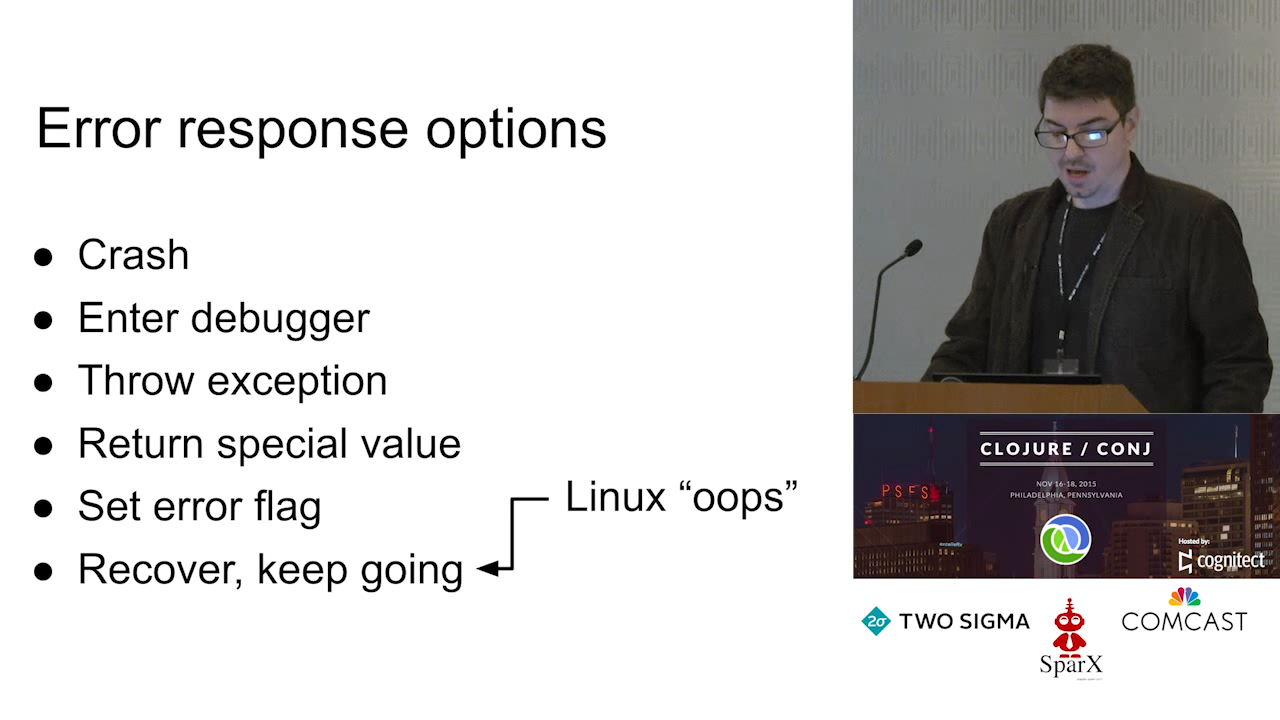 Error response options
● Crash
● Enter debugger
● Throw exception
● Return special value
● Set error flag
Linux “oops”
● Recover, keep going
PSFS
CLOJURE / CONJ
NOV 16-18, 2015
PHILADELPHIA, PENNSYLVANIA
Hosted by:
cognitect
2σ TWO SIGMA
SparX
COMCAST